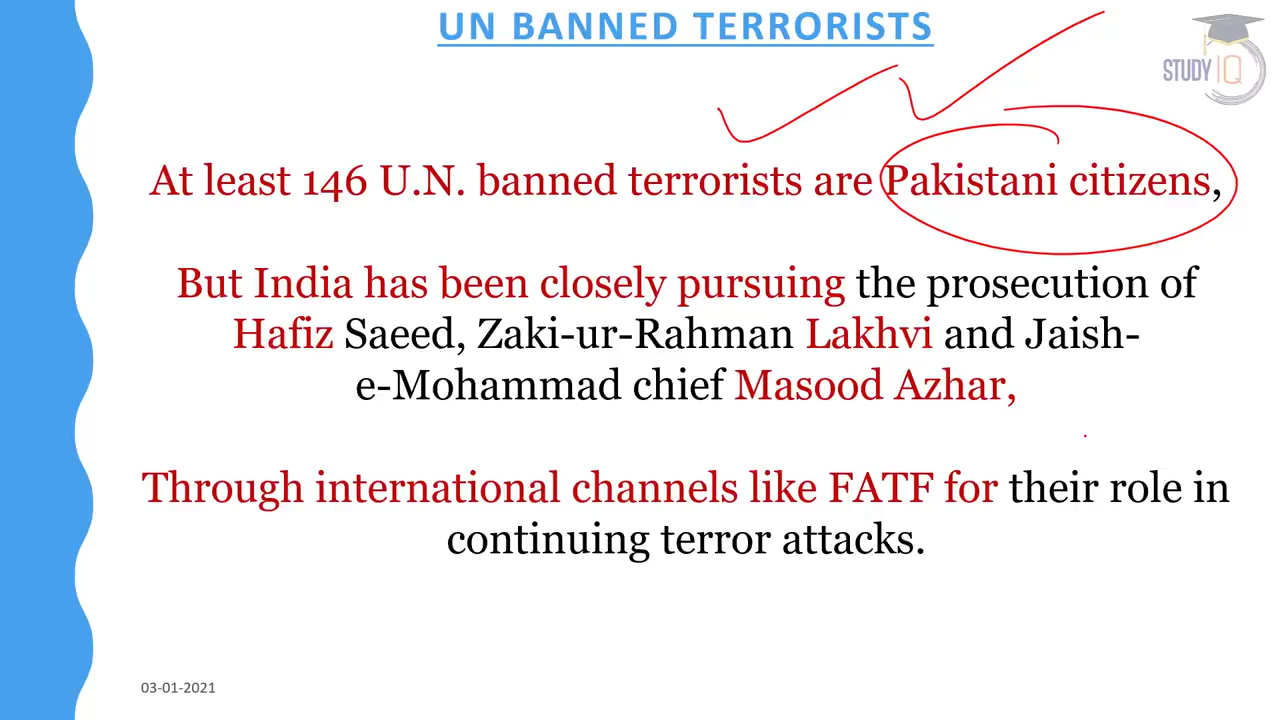 UN BANNED TERRORISTS
STUDY IQ
At least 146 U.N. banned terrorists are Pakistani citizens,
But India has been closely pursuing the prosecution of
Hafiz Saeed, Zaki-ur-Rahman Lakhvi and Jaish-
e-Mohammad chief Masood Azhar,
Through international channels like FATF for their role in
continuing terror attacks.
03-01-2021